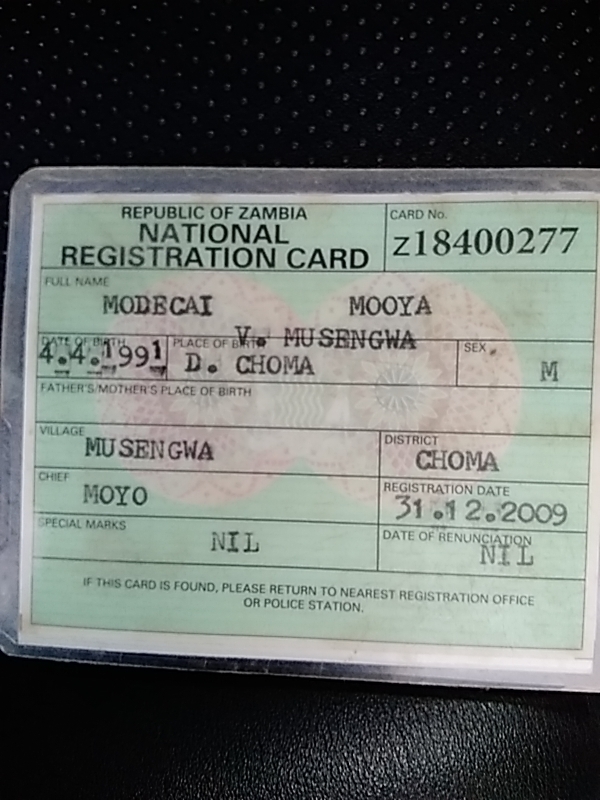 REPUBLIC OF ZAMBIA
NATIONAL
REGISTRATION CARD
CARD No.
Z18400277
FULL NAME
MODECAI MOOYA
DATE OF BIRTH
4.4.1991
PLACE OF BIRTH
V. MUSENGWA
D. CHOMA
SEX
M
FATHER'S/MOTHER'S PLACE OF BIRTH
VILLAGE
MUSENGWA
DISTRICT
CHOMA
CHIEF
MOYO
REGISTRATION DATE
31.12.2009
SPECIAL MARKS
NIL
DATE OF RENUNCIATION
NIL
IF THIS CARD IS FOUND, PLEASE RETURN TO NEAREST REGISTRATION OFFICE
OR POLICE STATION.